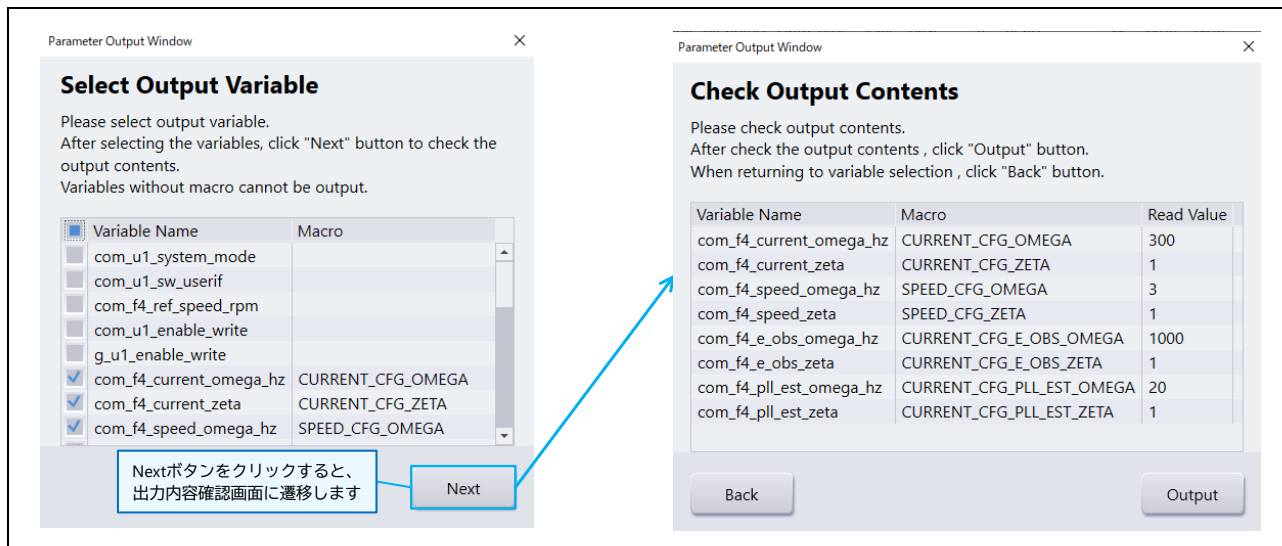 Parameter Output Window
Select Output Variable
Please select output variable.
After selecting the variables, click "Next" button to check the
output contents.
Variables without macro cannot be output.
Variable Name Macro
com_u1_system_mode
com_u1_sw_userif
com_f4_ref_speed_rpm
com_u1_enable_write
g_u1_enable_write
com_f4_current_omega_hz CURRENT_CFG_OMEGA
com_f4_current_zeta CURRENT_CFG_ZETA
com_f4_speed_omega_hz SPEED_CFG_OMEGA
Nextボタンをクリックすると、
出力内容確認画面に遷移します
Next
Parameter Output Window
Check Output Contents
Please check output contents.
After check the output contents , click "Output" button.
When returning to variable selection , click "Back" button.
Variable Name Macro Read Value
com_f4_current_omega_hz CURRENT_CFG_OMEGA 300
com_f4_current_zeta CURRENT_CFG_ZETA 1
com_f4_speed_omega_hz SPEED_CFG_OMEGA 3
com_f4_speed_zeta SPEED_CFG_ZETA 1
com_f4_e_obs_omega_hz CURRENT_CFG_E_OBS_OMEGA 1000
com_f4_e_obs_zeta CURRENT_CFG_E_OBS_ZETA 1
com_f4_pll_est_omega_hz CURRENT_CFG_PLL_EST_OMEGA 20
com_f4_pll_est_zeta CURRENT_CFG_PLL_EST_ZETA 1
Back
Output